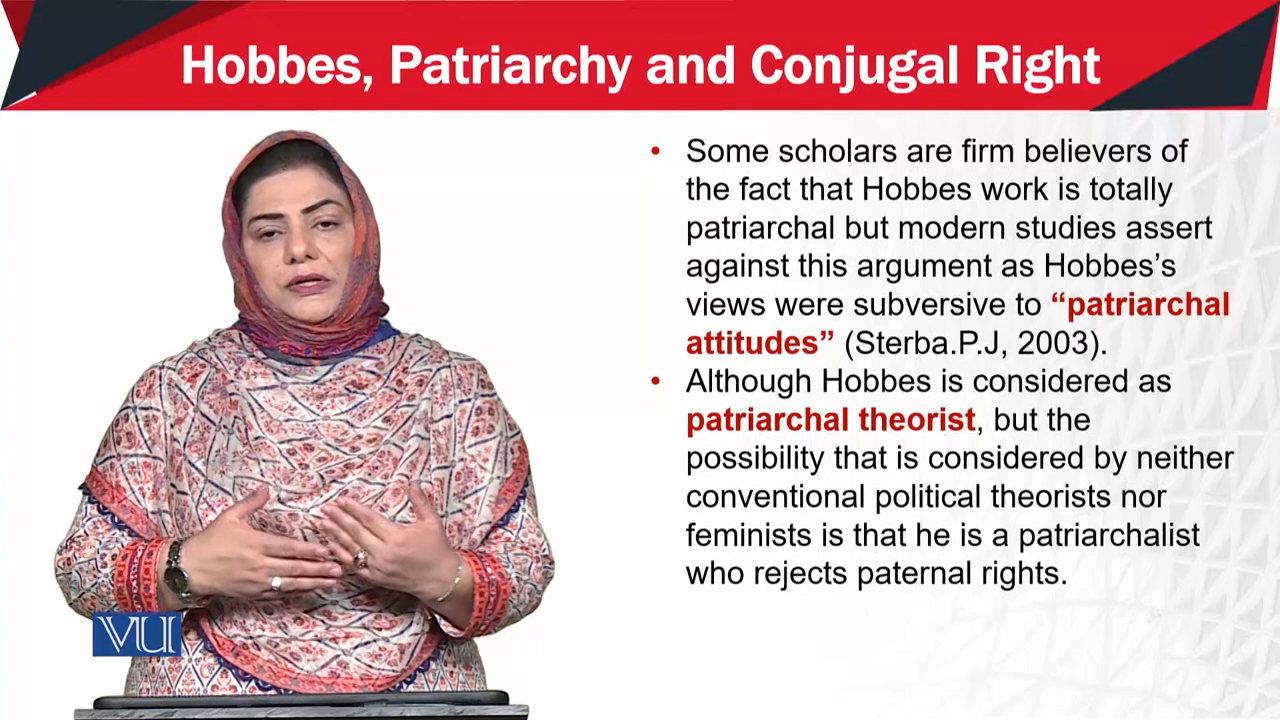 Hobbes, Patriarchy and Conjugal Right
• Some scholars are firm believers of
the fact that Hobbes work is totally
patriarchal but modern studies assert
against this argument as Hobbes’s
views were subversive to “patriarchal
attitudes” (Sterba.P.J, 2003).
• Although Hobbes is considered as
patriarchal theorist, but the
possibility that is considered by neither
conventional political theorists nor
feminists is that he is a patriarchalist
who rejects paternal rights.
VU